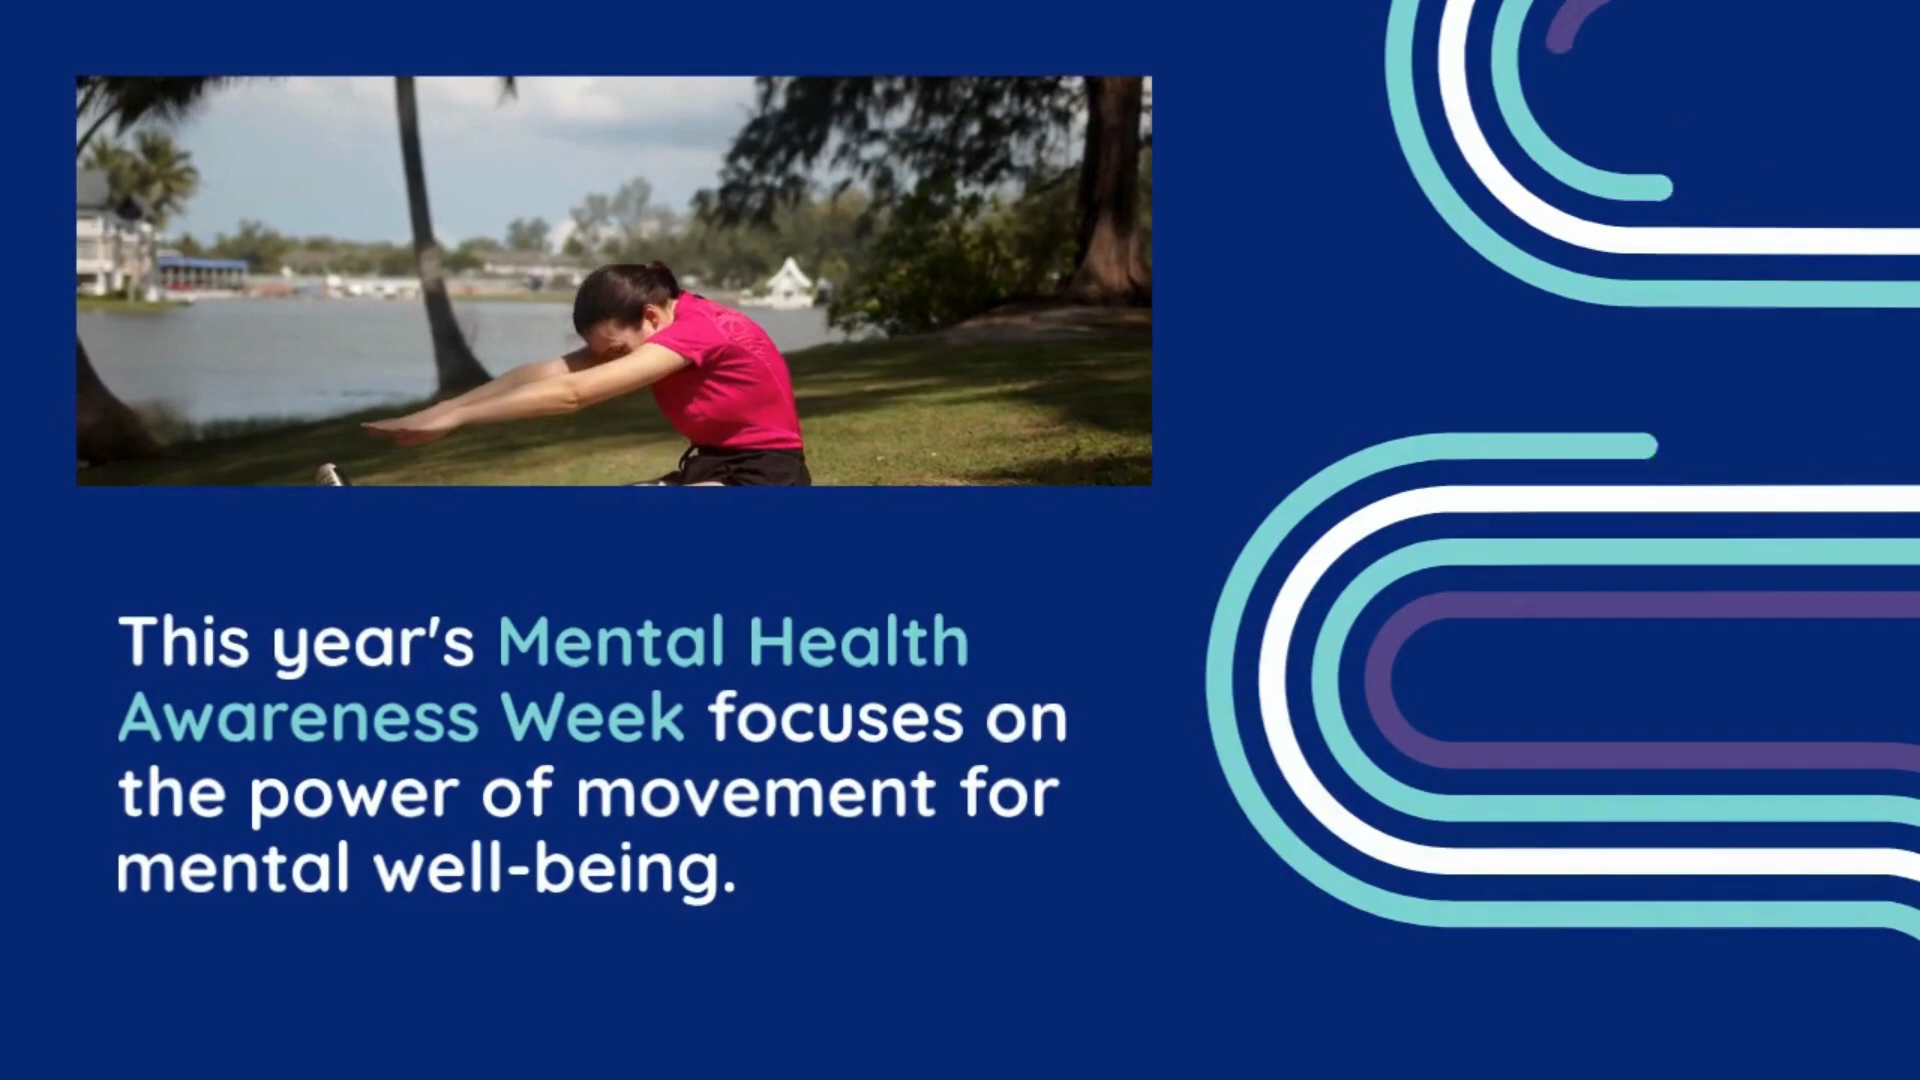 This year's Mental Health
Awareness Week focuses on
the power of movement for
mental well-being.